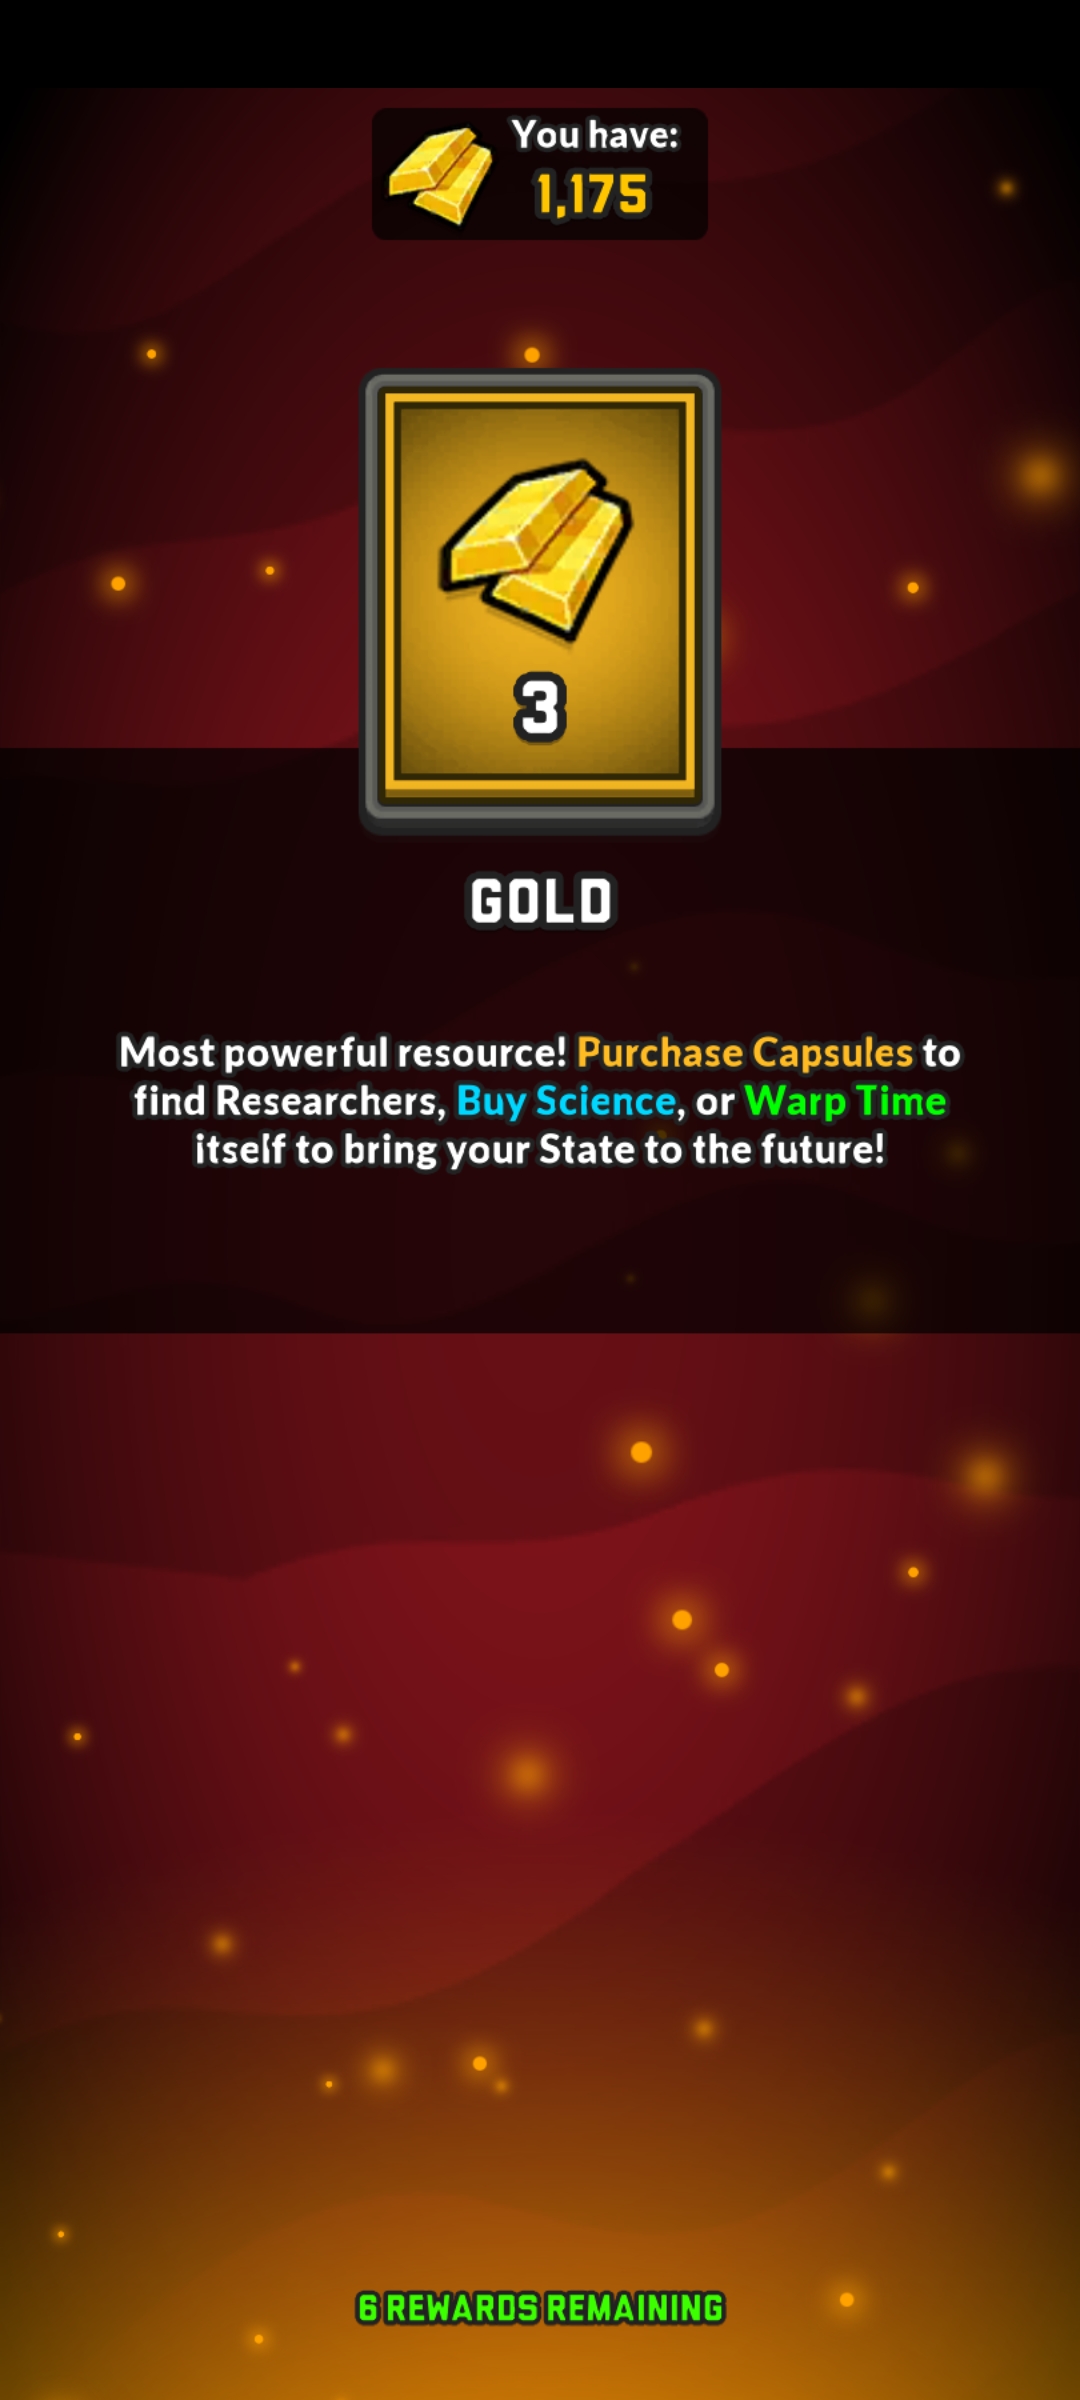 You have:
1,175
3
GOLD
Most powerful resource! Purchase Capsules to
find Researchers, Buy Science, or Warp Time
itself to bring your State to the future!
6 REWARDS REMAINING